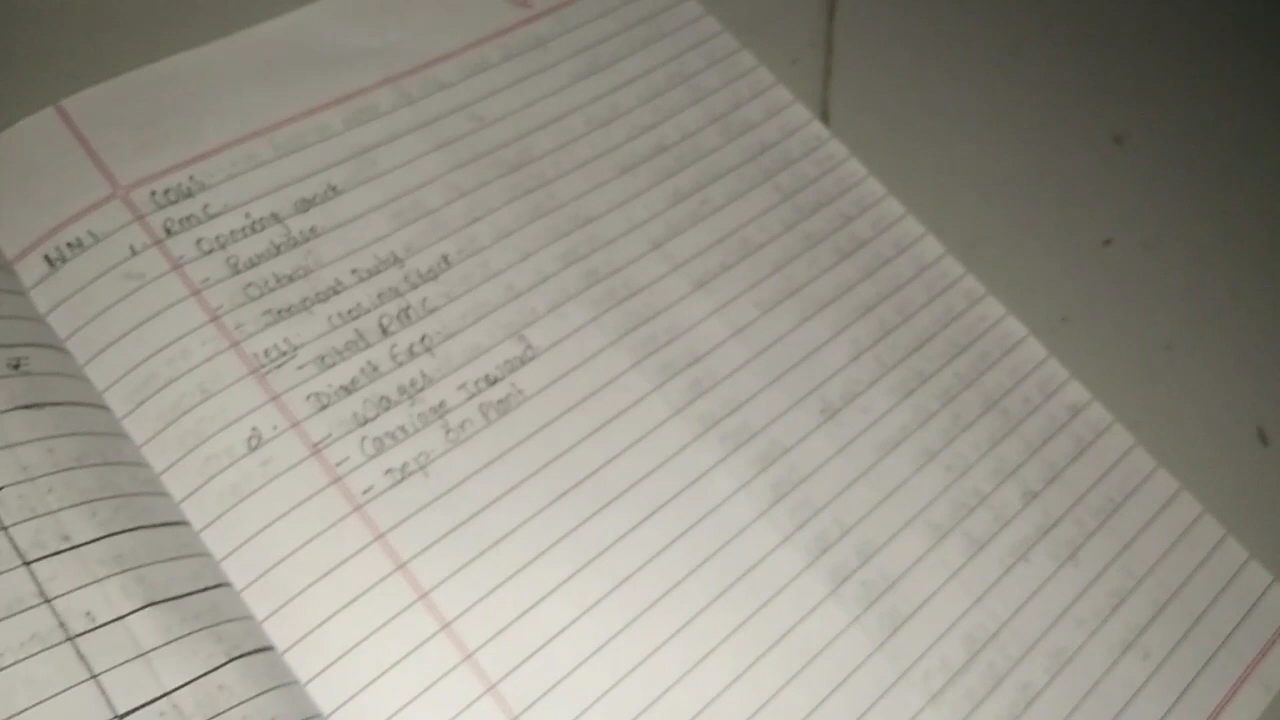 COGS
NN1. 1. RMC.
- Opening stock
- Purchase
- Octroi
- Import Duty
Less: Closing Stock
- Total RMC
2. Direct Exp.
- Wages
- Carriage Inward
- Dep. on Plant